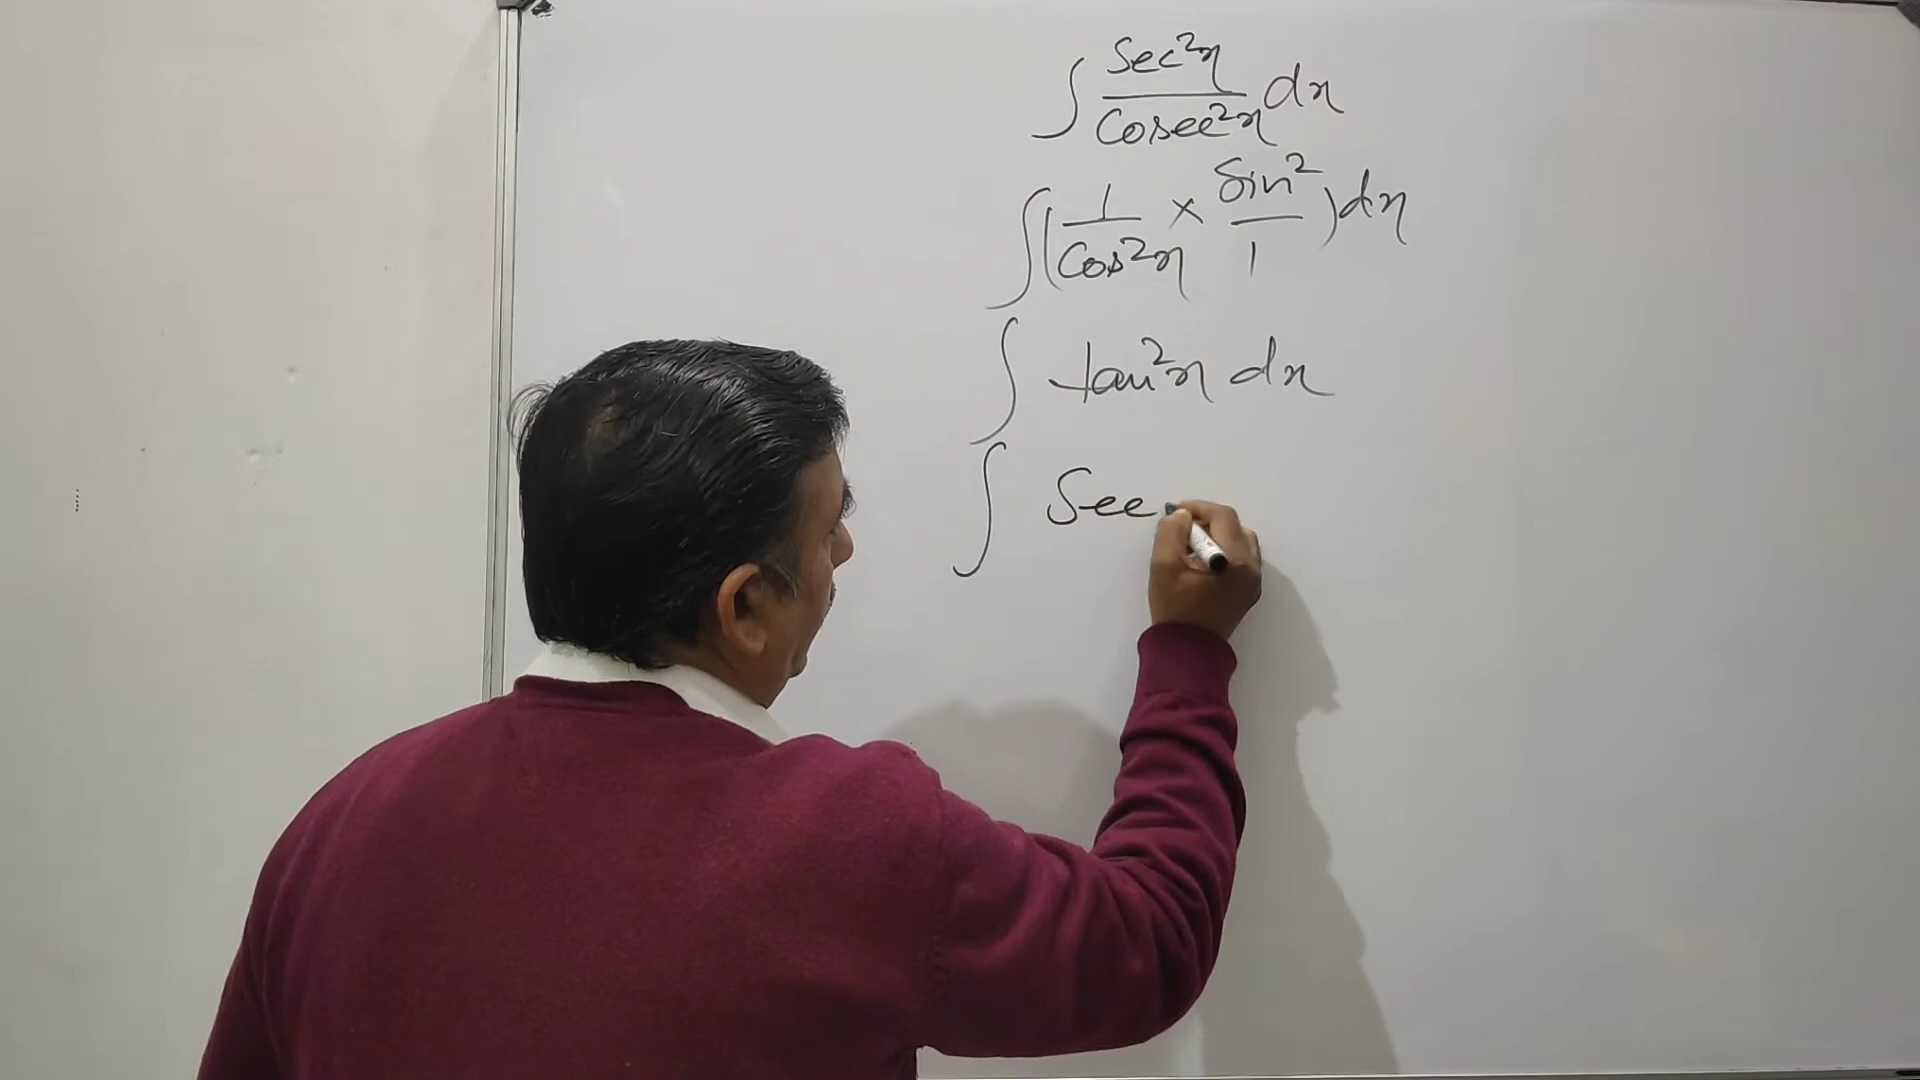 ∫ Sec²x / Cosec²x dx
∫(1/Cos²x × Sin²/1)dx
∫ tan²x dx
∫ Sec